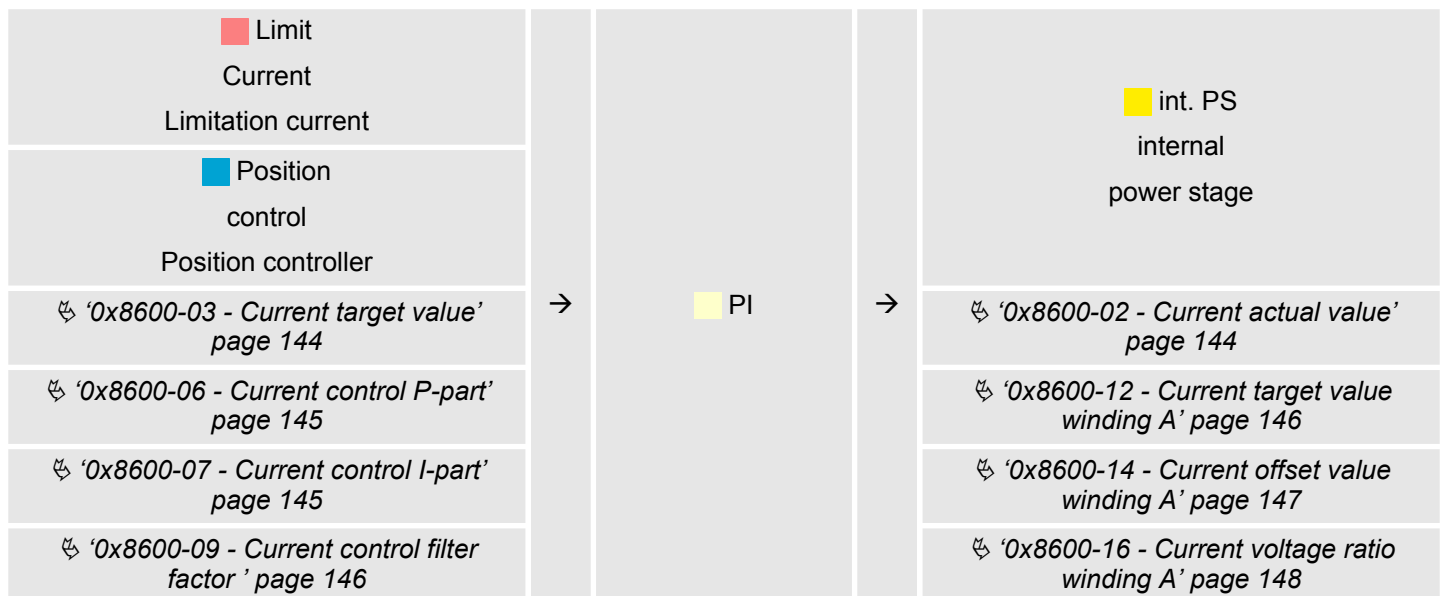 Limit
Current
Limitation current
Position
control
Position controller
↳ ‘0x8600-03 - Current target value’
page 144
↳ ‘0x8600-06 - Current control P-part’
page 145
↳ ‘0x8600-07 - Current control I-part’
page 145
↳ ‘0x8600-09 - Current control filter
factor ’ page 146
→
PI
→
int. PS
internal
power stage
↳ ‘0x8600-02 - Current actual value’
page 144
↳ ‘0x8600-12 - Current target value
winding A’ page 146
↳ ‘0x8600-14 - Current offset value
winding A’ page 147
↳ ‘0x8600-16 - Current voltage ratio
winding A’ page 148